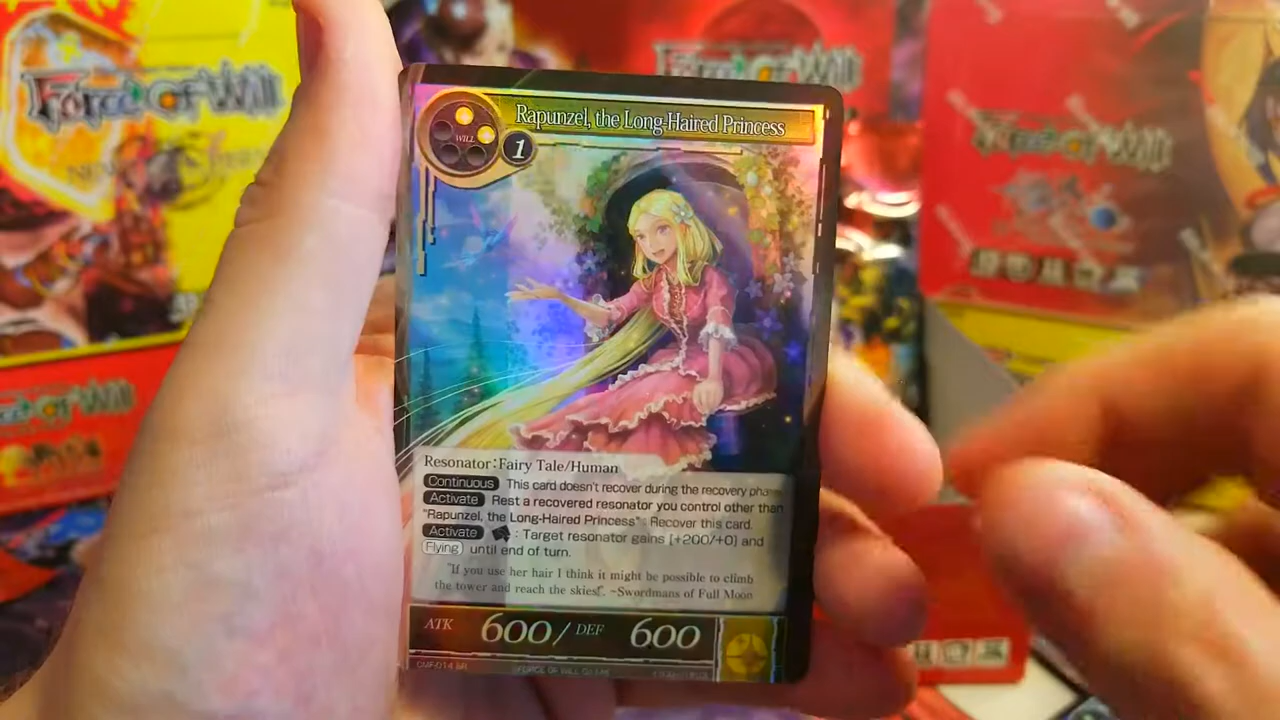 Force Of Will
Force Of Will
Force Of Will
Force Of Will
Rapunzel, the Long-Haired Princess
WILL
1
Resonator:Fairy Tale/Human
Continuous This card doesn't recover during the recovery phase
Activate Rest a recovered resonator you control other than
"Rapunzel, the Long-Haired Princess" : Recover this card.
Activate : Target resonator gains [+200/+0] and
Flying until end of turn.
"If you use her hair I think it might be possible to climb
the tower and reach the skies!". ~Swordmans of Full Moon
ATK 600/ DEF 600
CMF-014 SR